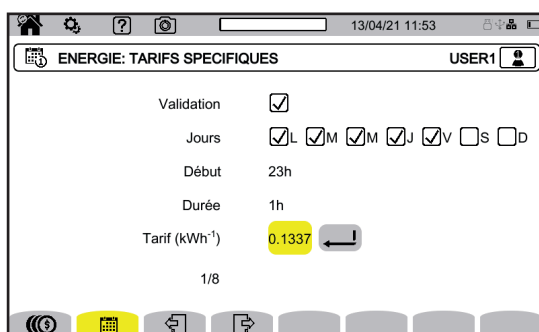 ? 13/04/21 11:53
ENERGIE: TARIFS SPECIFIQUES USER1
Validation
Jours L M M J V S D
Début 23h
Durée 1h
Tarif (kWh⁻¹) 0.1337
1/8
$